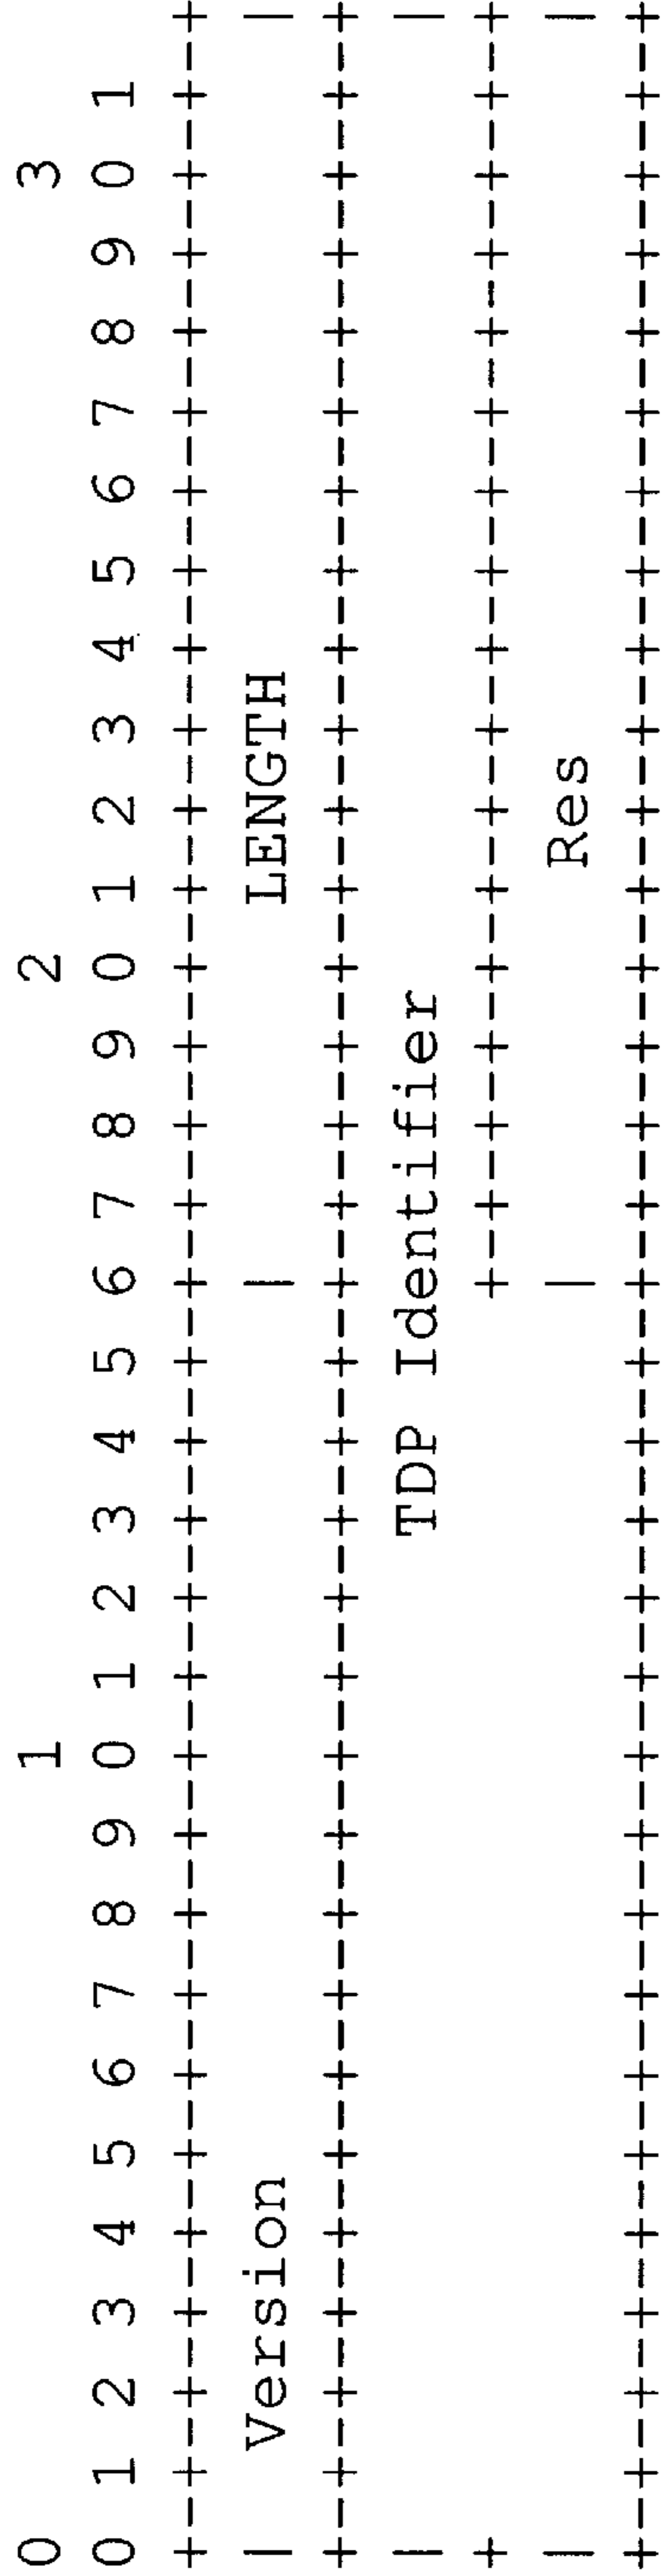 0                   1                   2                   3
0 1 2 3 4 5 6 7 8 9 0 1 2 3 4 5 6 7 8 9 0 1 2 3 4 5 6 7 8 9 0 1
+-+-+-+-+-+-+-+-+-+-+-+-+-+-+-+-+-+-+-+-+-+-+-+-+-+-+-+-+-+-+-+-+
|  Version                      |         LENGTH                |
+-+-+-+-+-+-+-+-+-+-+-+-+-+-+-+-+-+-+-+-+-+-+-+-+-+-+-+-+-+-+-+-+
|                         TDP Identifier                        |
+                               +-+-+-+-+-+-+-+-+-+-+-+-+-+-+-+-+
|                               |          Res                  |
+-+-+-+-+-+-+-+-+-+-+-+-+-+-+-+-+-+-+-+-+-+-+-+-+-+-+-+-+-+-+-+-+